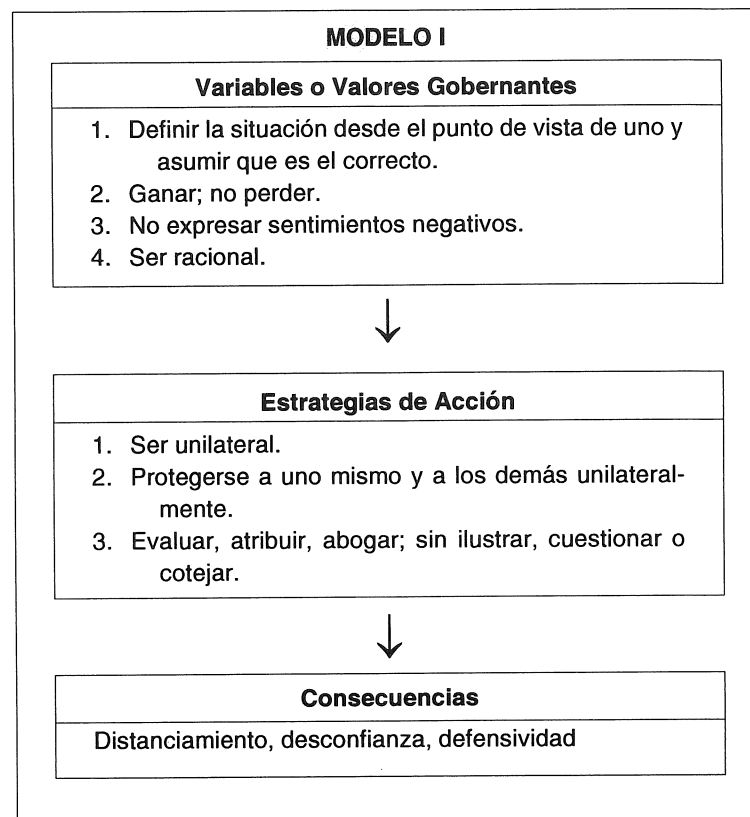 MODELO I
Variables o Valores Gobernantes
1. Definir la situación desde el punto de vista de uno y
asumir que es el correcto.
2. Ganar; no perder.
3. No expresar sentimientos negativos.
4. Ser racional.
Estrategias de Acción
1. Ser unilateral.
2. Protegerse a uno mismo y a los demás unilateral-
mente.
3. Evaluar, atribuir, abogar; sin ilustrar, cuestionar o
cotejar.
Consecuencias
Distanciamiento, desconfianza, defensividad